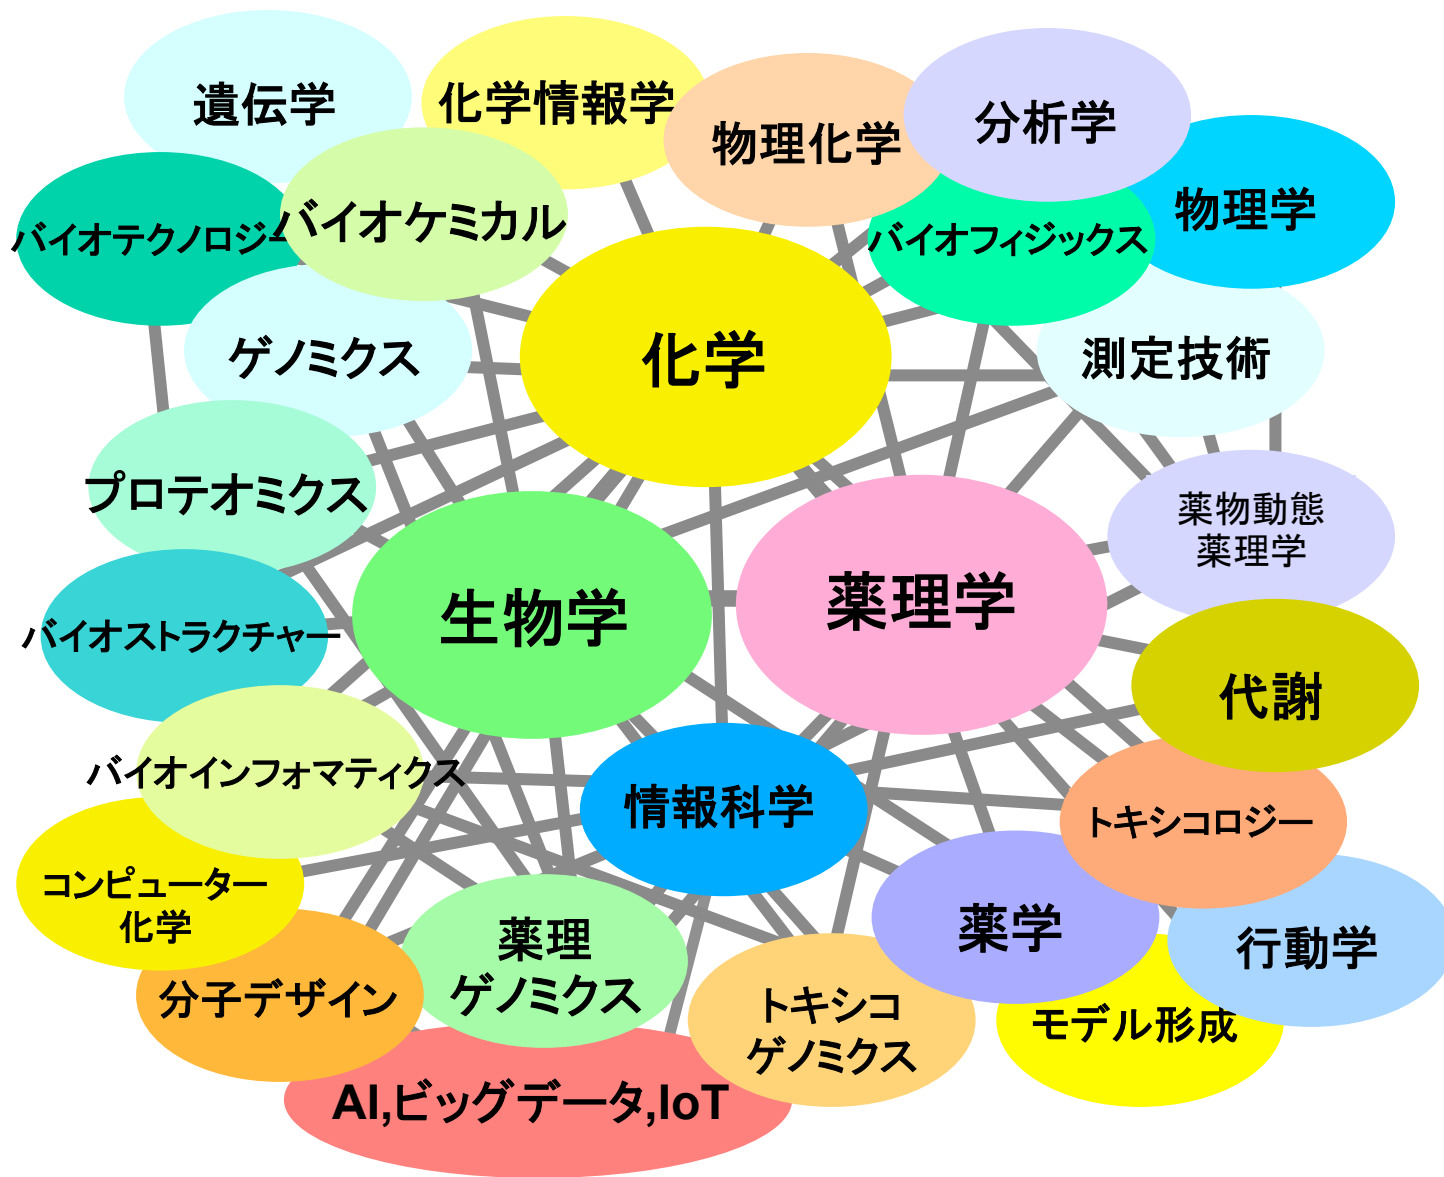 遺伝学
化学情報学
物理化学
分析学
物理学
バイオテクノロジー
バイオケミカル
バイオフィジックス
ゲノミクス
化学
測定技術
プロテオミクス
薬物動態
薬理学
生物学
薬理学
バイオストラクチャー
代謝
バイオインフォマティクス
情報科学
トキシコロジー
コンピューター
化学
薬理
ゲノミクス
薬学
行動学
分子デザイン
トキシコ
ゲノミクス
モデル形成
AI,ビッグデータ,IoT